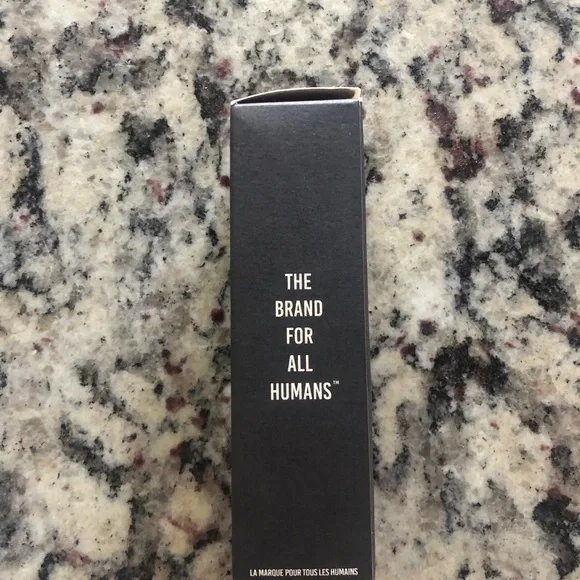 THE
BRAND
FOR
ALL
HUMANS™
LA MARQUE POUR TOUS LES HUMAINS